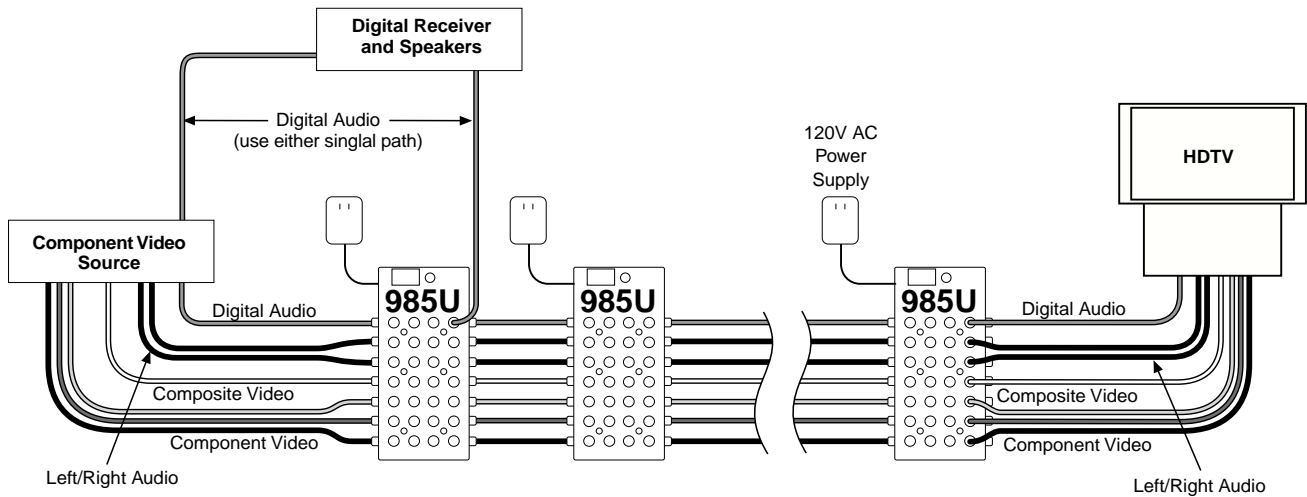 Digital Receiver
and Speakers
Digital Audio
(use either singlal path)
120V AC
Power
Supply
HDTV
Component Video
Source
985U
985U
985U
Digital Audio
Digital Audio
Composite Video
Composite Video
Component Video
Component Video
Left/Right Audio
Left/Right Audio